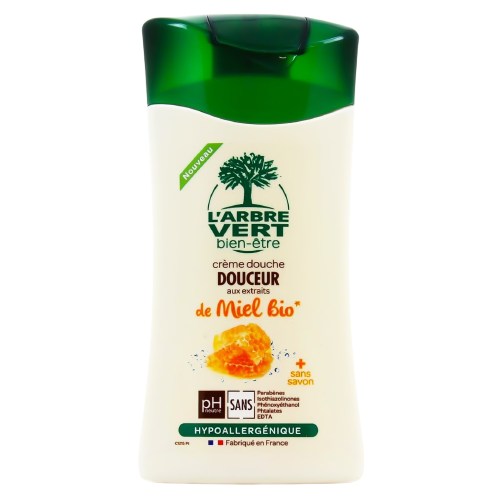 Nouveau
L'ARBRE
VERT
bien-être
crème douche
DOUCEUR
aux extraits
de Miel Bio*
+
sans
savon
pH
neutre
SANS
Parabènes
Isothiazolinones
Phénoxyéthanol
Phtalates
EDTA
HYPOALLERGÉNIQUE
Fabriqué en France